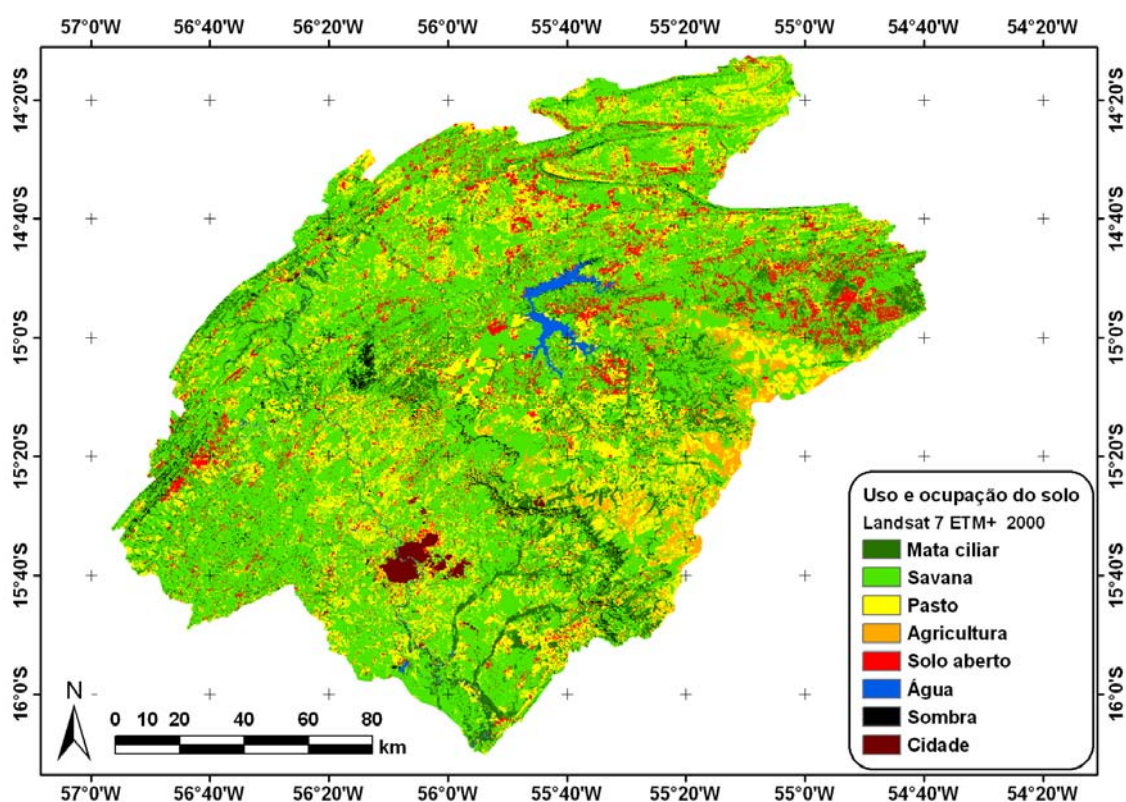 57°0'W 56°40'W 56°20'W 56°0'W 55°40'W 55°20'W 55°0'W 54°40'W 54°20'W
14°20'S 14°20'S
14°40'S 14°40'S
15°0'S 15°0'S
15°20'S 15°20'S
15°40'S 15°40'S
16°0'S 16°0'S
Uso e ocupação do solo
Landsat 7 ETM+ 2000
Mata ciliar
Savana
Pasto
Agricultura
Solo aberto
Água
Sombra
Cidade
N
0 10 20 40 60 80
km
57°0'W 56°40'W 56°20'W 56°0'W 55°40'W 55°20'W 55°0'W 54°40'W 54°20'W